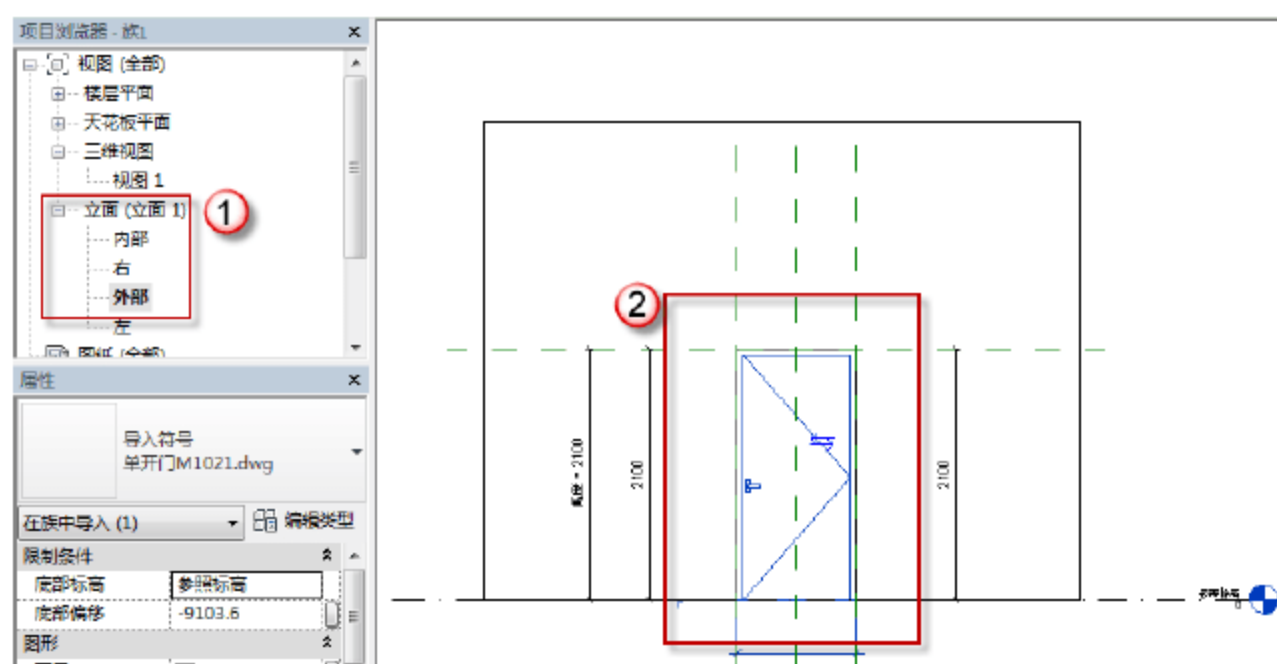 项目浏览器 - 族1
视图 (全部)
楼层平面
天花板平面
三维视图
视图 1
立面 (立面 1)
内部
右
外部
左
图纸 (全部)
1
2
属性
导入符号
单开门M1021.dwg
在族中导入 (1)
编辑类型
限制条件
底部标高
参照标高
底部偏移
-9103.6
图形
高度 = 2100
2100
2100